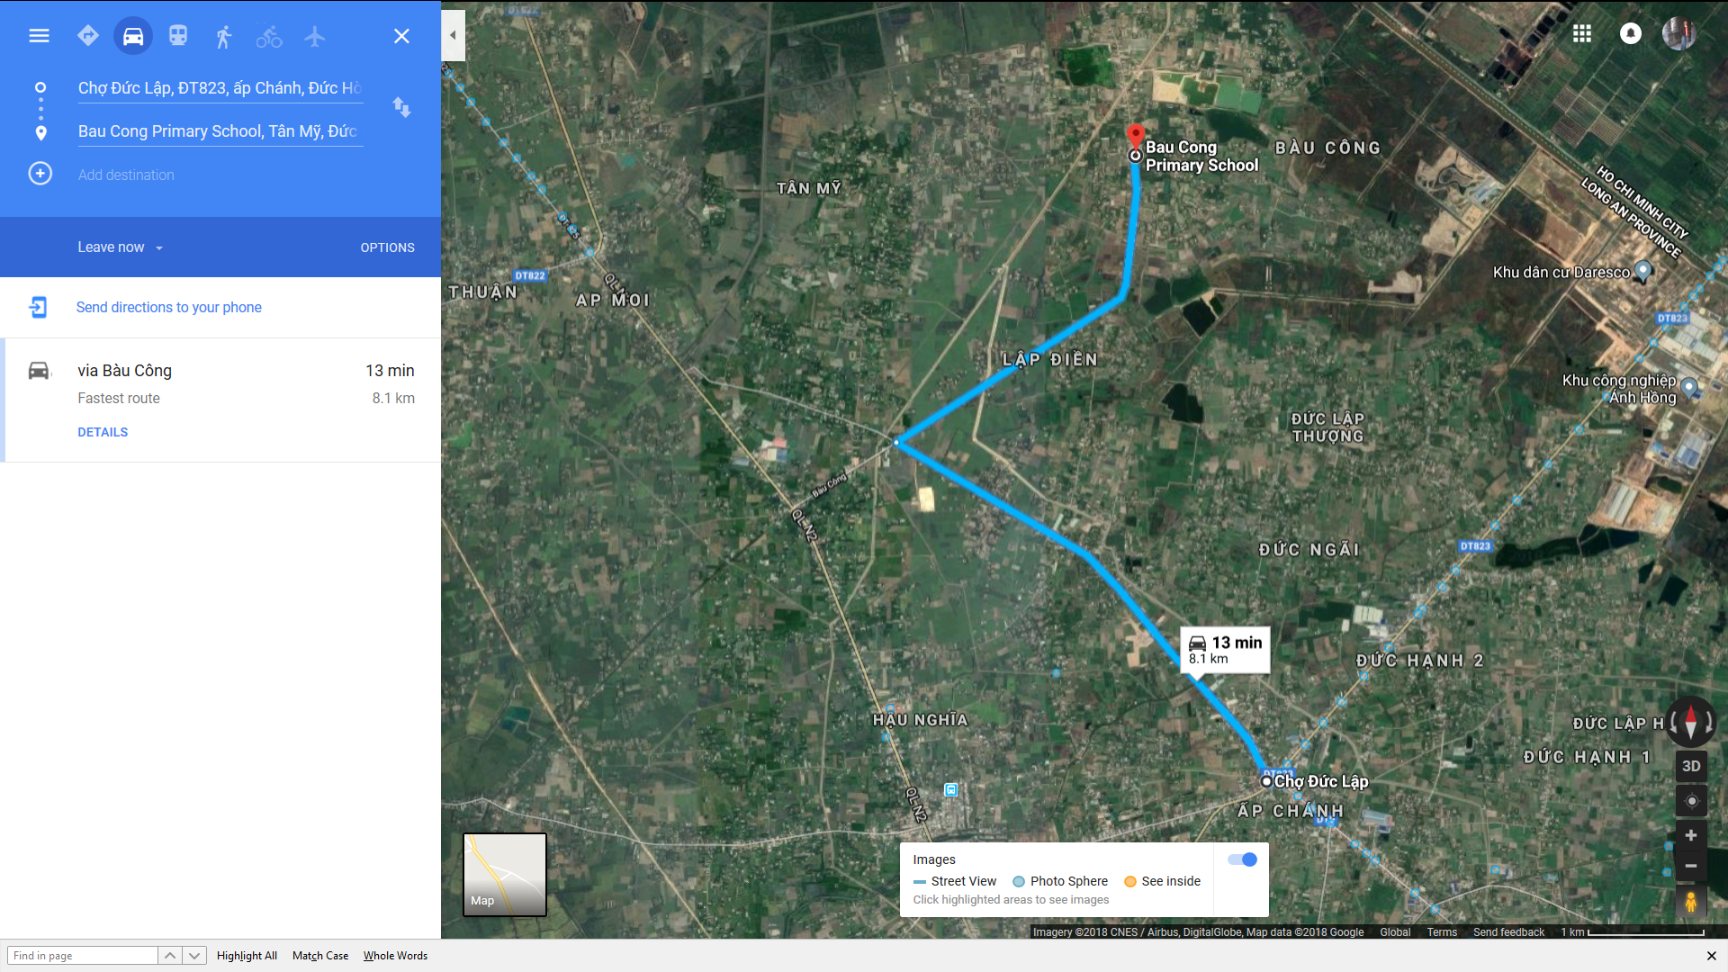 Chợ Đức Lập, ĐT823, ấp Chánh, Đức Hò
Bau Cong Primary School, Tân Mỹ, Đức
Add destination
Leave now
OPTIONS
Send directions to your phone
via Bàu Công
13 min
Fastest route
8.1 km
DETAILS
Bau Cong
Primary School
BÀU CÔNG
TÂN MỸ
HO CHI MINH CITY
LONG AN PROVINCE
Khu dân cư Daresco
DT823
DT822
THUẬN
AP MOI
LẬP ĐIỀN
Khu công nghiệp
Anh Hồng
ĐỨC LẬP
THƯỢNG
Bàu Công
QL N2
ĐỨC NGÃI
DT823
13 min
8.1 km
ĐỨC HẠNH 2
HẬU NGHĨA
ĐỨC LẬP H
ĐỨC HẠNH 1
3D
Chợ Đức Lập
ẤP CHÁNH
QL N2
Map
Images
Street View
Photo Sphere
See inside
Click highlighted areas to see images
Imagery ©2018 CNES / Airbus, DigitalGlobe, Map data ©2018 Google
Global
Terms
Send feedback
1 km
Find in page
Highlight All
Match Case
Whole Words